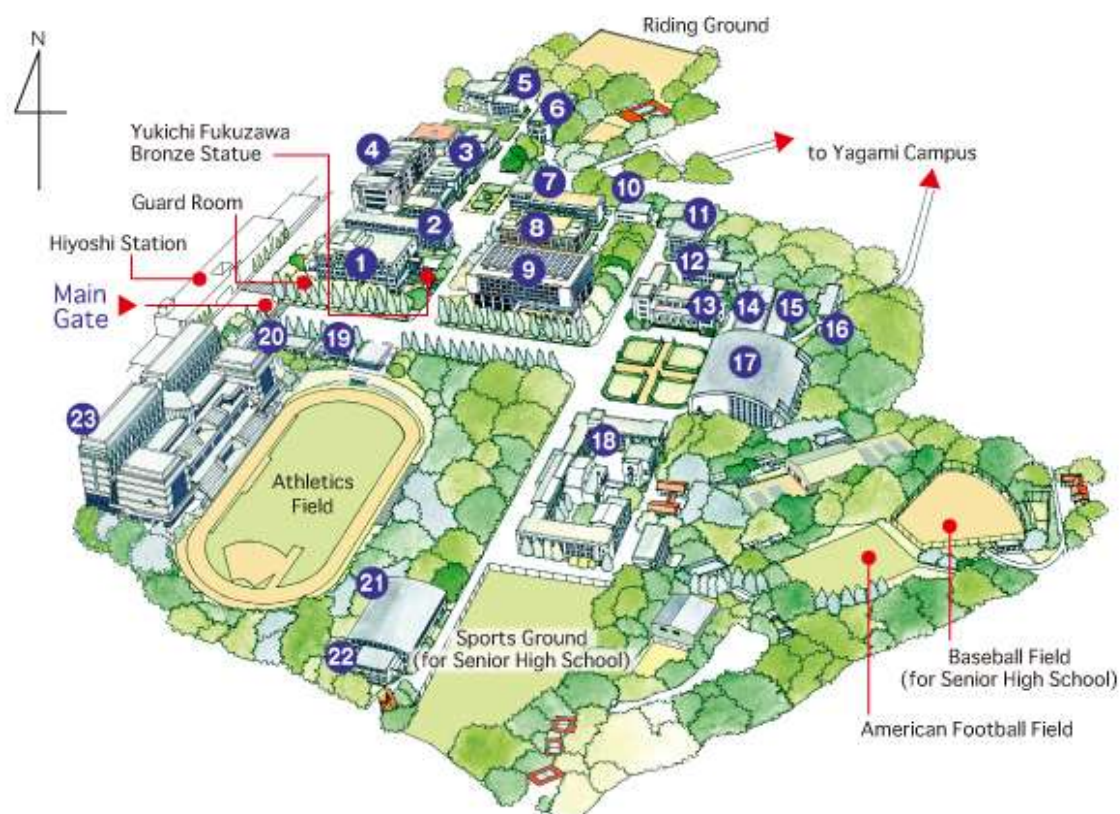 Riding Ground
N
5
6
Yukichi Fukuzawa
Bronze Statue
4
3
to Yagami Campus
7
10
Guard Room
11
2
8
Hiyoshi Station
1
9
12
Main
Gate
13
14
15
16
20
19
17
23
18
Athletics
Field
21
Sports Ground
(for Senior High School)
22
Baseball Field
(for Senior High School)
American Football Field